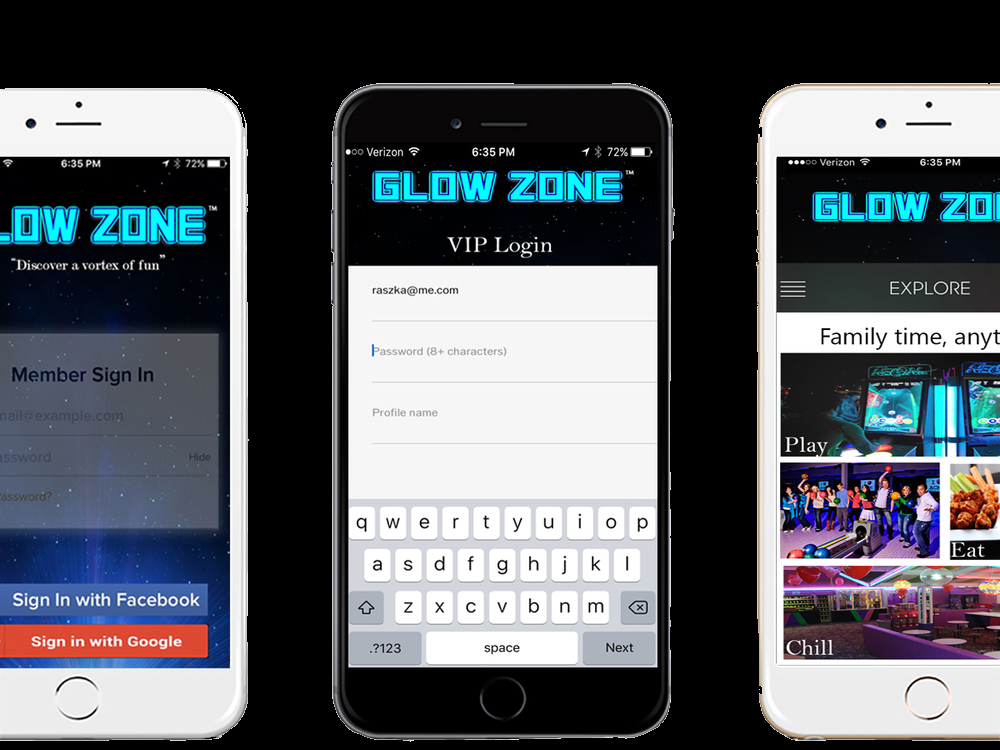 6:35 PM
72%
LOW ZONE™
“Discover a vortex of fun”
Member Sign In
mail@example.com
assword
Hide
assword?
Sign In with Facebook
Sign in with Google
Verizon
6:35 PM
72%
GLOW ZONE™
VIP Login
raszka@me.com
Password (8+ characters)
Profile name
q w e r t y u i o p
a s d f g h j k l
z x c v b n m
.?123
space
Next
Verizon
6:35 PM
GLOW ZON
EXPLORE
Family time, anyt
Play
Eat
Chill